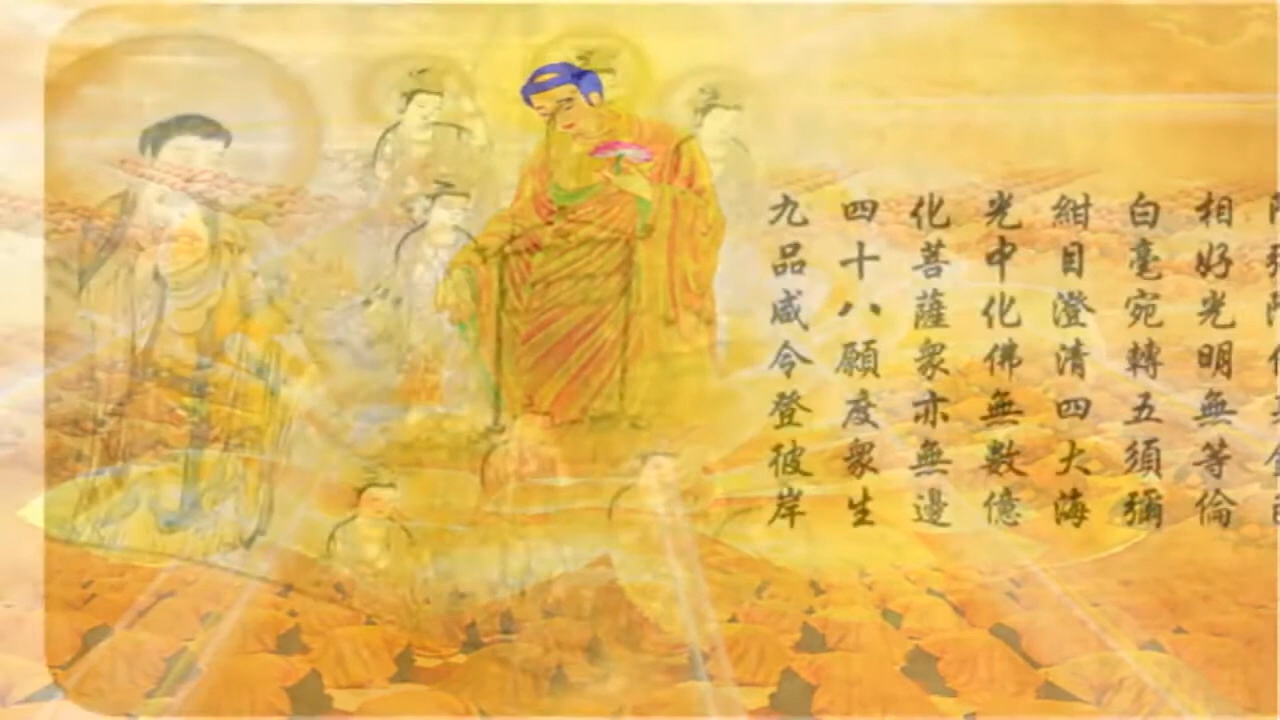 相好光明無等倫
白毫宛轉五須彌
紺目澄清四大海
光中化佛無數億
化菩薩眾亦無邊
四十八願度眾生
九品咸令登彼岸